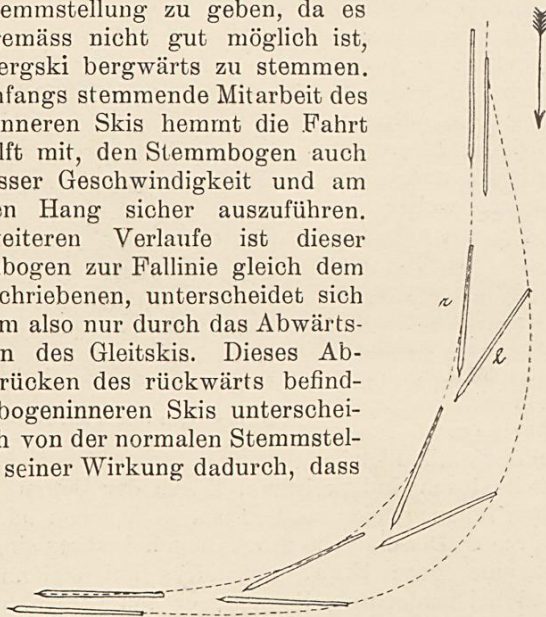 emmstellung zu geben, da es
emäss nicht gut möglich ist,
ergski bergwärts zu stemmen.
nfangs stemmende Mitarbeit des
nneren Skis hemmt die Fahrt
lft mit, den Stemmbogen auch
sser Geschwindigkeit und am
en Hang sicher auszuführen.
eiteren Verlaufe ist dieser
bogen zur Fallinie gleich dem
chriebenen, unterscheidet sich
m also nur durch das Abwärts-
n des Gleitskis. Dieses Ab-
rücken des rückwärts befind-
bogeninneren Skis unterschei-
h von der normalen Stemmstel-
seiner Wirkung dadurch, dass
r
l